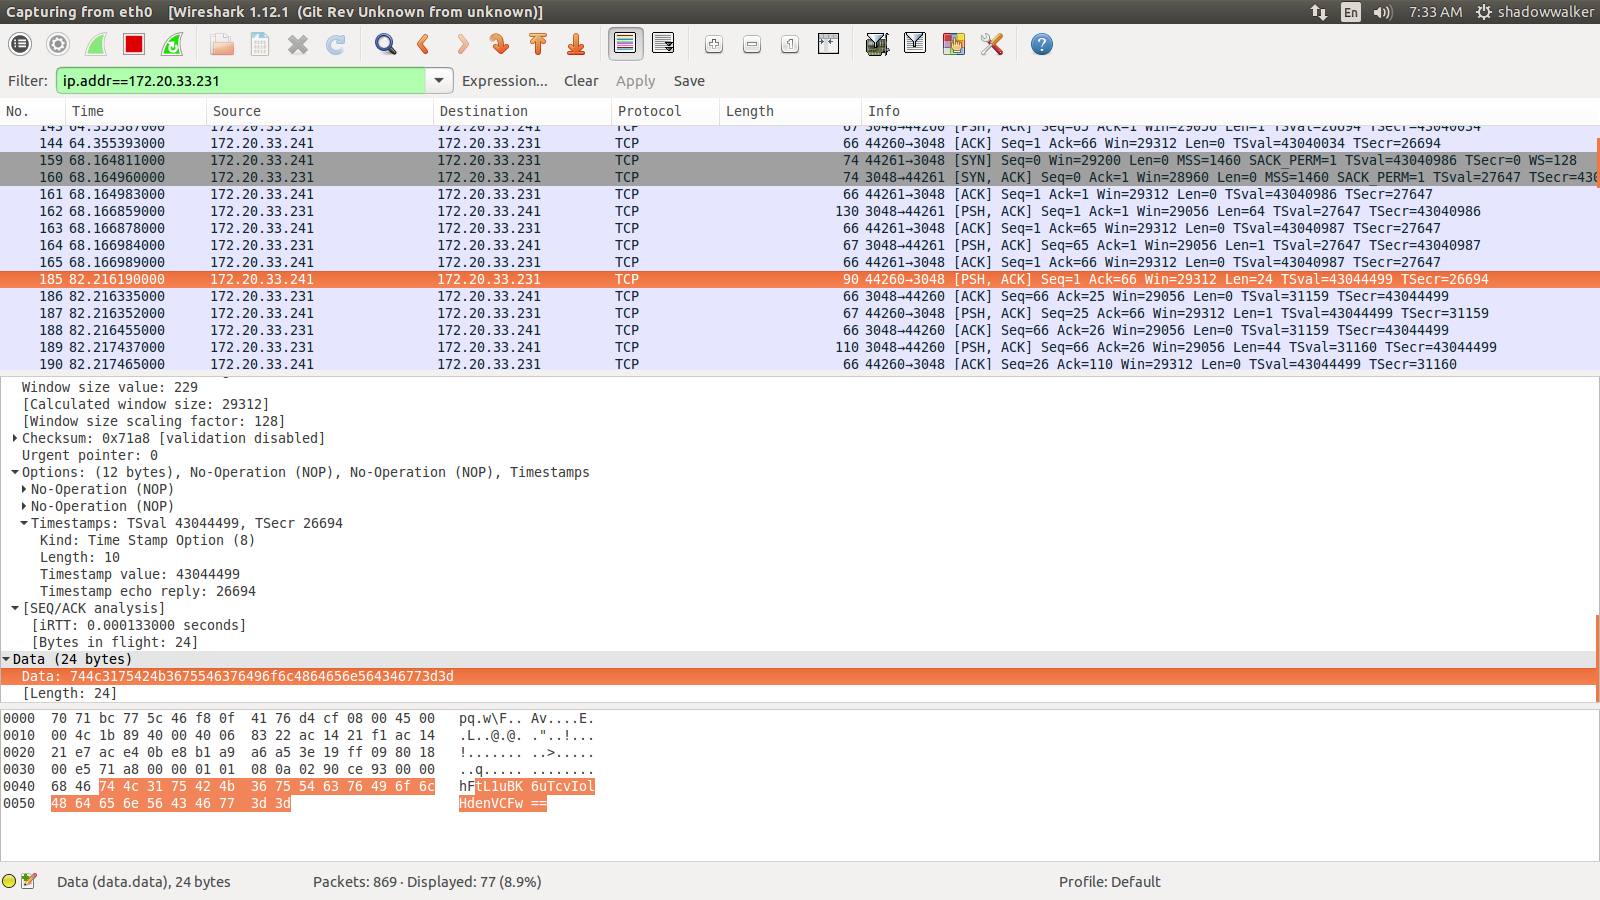 Capturing from eth0 [Wireshark 1.12.1 (Git Rev Unknown from unknown)] En 7:33 AM shadowwalker
Filter: ip.addr==172.20.33.231 Expression... Clear Apply Save
No. Time Source Destination Protocol Length Info
143 64.355387000 172.20.33.231 172.20.33.241 TCP 67 3048→44260 [PSH, ACK] Seq=65 Ack=1 Win=29056 Len=1 TSval=26694 TSecr=43040034
144 64.355393000 172.20.33.241 172.20.33.231 TCP 66 44260→3048 [ACK] Seq=1 Ack=66 Win=29312 Len=0 TSval=43040034 TSecr=26694
159 68.164811000 172.20.33.241 172.20.33.231 TCP 74 44261→3048 [SYN] Seq=0 Win=29200 Len=0 MSS=1460 SACK_PERM=1 TSval=43040986 TSecr=0 WS=128
160 68.164960000 172.20.33.231 172.20.33.241 TCP 74 3048→44261 [SYN, ACK] Seq=0 Ack=1 Win=28960 Len=0 MSS=1460 SACK_PERM=1 TSval=27647 TSecr=430
161 68.164983000 172.20.33.241 172.20.33.231 TCP 66 44261→3048 [ACK] Seq=1 Ack=1 Win=29312 Len=0 TSval=43040986 TSecr=27647
162 68.166859000 172.20.33.231 172.20.33.241 TCP 130 3048→44261 [PSH, ACK] Seq=1 Ack=1 Win=29056 Len=64 TSval=27647 TSecr=43040986
163 68.166878000 172.20.33.241 172.20.33.231 TCP 66 44261→3048 [ACK] Seq=1 Ack=65 Win=29312 Len=0 TSval=43040987 TSecr=27647
164 68.166984000 172.20.33.231 172.20.33.241 TCP 67 3048→44261 [PSH, ACK] Seq=65 Ack=1 Win=29056 Len=1 TSval=27647 TSecr=43040987
165 68.166989000 172.20.33.241 172.20.33.231 TCP 66 44261→3048 [ACK] Seq=1 Ack=66 Win=29312 Len=0 TSval=43040987 TSecr=27647
185 82.216190000 172.20.33.241 172.20.33.231 TCP 90 44260→3048 [PSH, ACK] Seq=1 Ack=66 Win=29312 Len=24 TSval=43044499 TSecr=26694
186 82.216335000 172.20.33.231 172.20.33.241 TCP 66 3048→44260 [ACK] Seq=66 Ack=25 Win=29056 Len=0 TSval=31159 TSecr=43044499
187 82.216352000 172.20.33.241 172.20.33.231 TCP 67 44260→3048 [PSH, ACK] Seq=25 Ack=66 Win=29312 Len=1 TSval=43044499 TSecr=31159
188 82.216455000 172.20.33.231 172.20.33.241 TCP 66 3048→44260 [ACK] Seq=66 Ack=26 Win=29056 Len=0 TSval=31159 TSecr=43044499
189 82.217437000 172.20.33.231 172.20.33.241 TCP 110 3048→44260 [PSH, ACK] Seq=66 Ack=26 Win=29056 Len=44 TSval=31160 TSecr=43044499
190 82.217465000 172.20.33.241 172.20.33.231 TCP 66 44260→3048 [ACK] Seq=26 Ack=110 Win=29312 Len=0 TSval=43044499 TSecr=31160
Window size value: 229
[Calculated window size: 29312]
[Window size scaling factor: 128]
Checksum: 0x71a8 [validation disabled]
Urgent pointer: 0
Options: (12 bytes), No-Operation (NOP), No-Operation (NOP), Timestamps
No-Operation (NOP)
No-Operation (NOP)
Timestamps: TSval 43044499, TSecr 26694
Kind: Time Stamp Option (8)
Length: 10
Timestamp value: 43044499
Timestamp echo reply: 26694
[SEQ/ACK analysis]
[iRTT: 0.000133000 seconds]
[Bytes in flight: 24]
Data (24 bytes)
Data: 744c3175424b3675546376496f6c4864656e564346773d3d
[Length: 24]
0000 70 71 bc 77 5c 46 f8 0f 41 76 d4 cf 08 00 45 00 pq.w\F.. Av....E.
0010 00 4c 1b 89 40 00 40 06 83 22 ac 14 21 f1 ac 14 .L..@.@. ."..!...
0020 21 e7 ac e4 0b e8 b1 a9 a6 a5 3e 19 ff 09 80 18 !....... ..>.....
0030 00 e5 71 a8 00 00 01 01 08 0a 02 90 ce 93 00 00 ..q..... ........
0040 68 46 74 4c 31 75 42 4b 36 75 54 63 76 49 6f 6c hFtL1uBK 6uTcvIol
0050 48 64 65 6e 56 43 46 77 3d 3d HdenVCFw ==
Data (data.data), 24 bytes Packets: 869 · Displayed: 77 (8.9%) Profile: Default